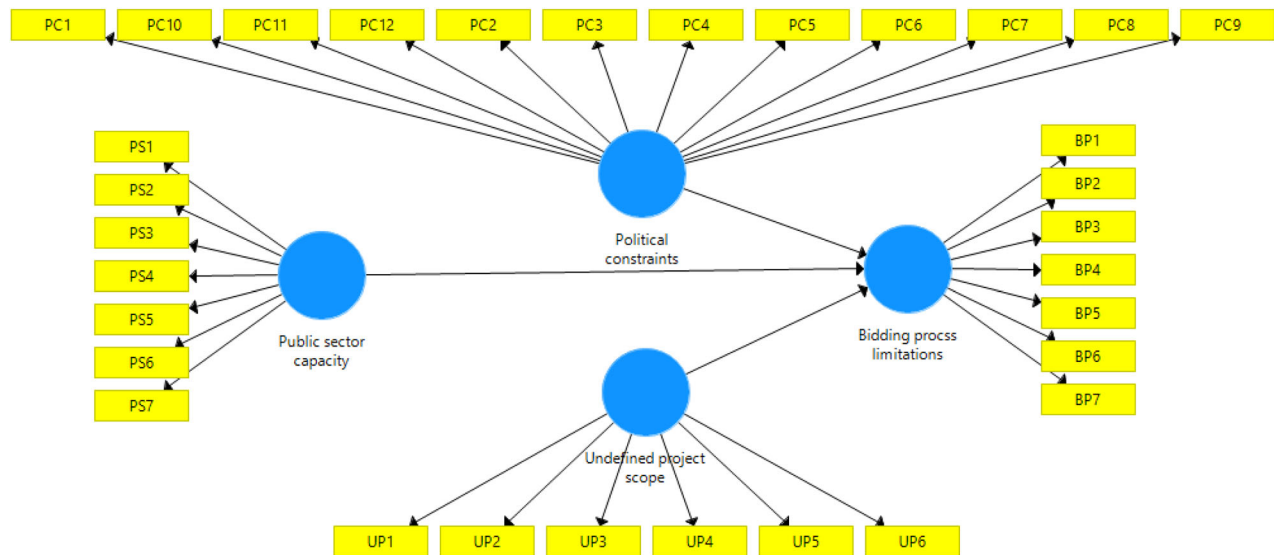 PC1 PC10 PC11 PC12 PC2 PC3 PC4 PC5 PC6 PC7 PC8 PC9
PS1
PS2
PS3
PS4
PS5
PS6
PS7
Political
constraints
Public sector
capacity
Bidding procss
limitations
Undefined project
scope
BP1
BP2
BP3
BP4
BP5
BP6
BP7
UP1 UP2 UP3 UP4 UP5 UP6